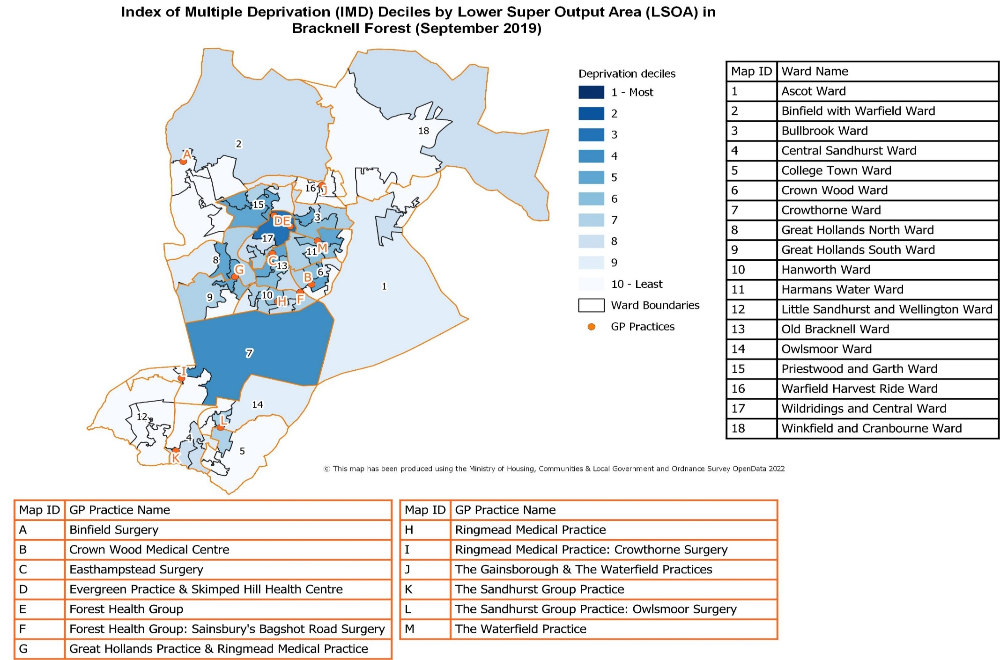 Index of Multiple Deprivation (IMD) Deciles by Lower Super Output Area (LSOA) in
Bracknell Forest (September 2019)
2
18
A
16
J
15
3
DE
17
M
11
8
C
13
G
6
B
1
9
10
H
F
7
I
14
12
L
4
5
K
Deprivation deciles
1 - Most
2
3
4
5
6
7
8
9
10 - Least
Ward Boundaries
GP Practices
Map ID Ward Name
1 Ascot Ward
2 Binfield with Warfield Ward
3 Bullbrook Ward
4 Central Sandhurst Ward
5 College Town Ward
6 Crown Wood Ward
7 Crowthorne Ward
8 Great Hollands North Ward
9 Great Hollands South Ward
10 Hanworth Ward
11 Harmans Water Ward
12 Little Sandhurst and Wellington Ward
13 Old Bracknell Ward
14 Owlsmoor Ward
15 Priestwood and Garth Ward
16 Warfield Harvest Ride Ward
17 Wildridings and Central Ward
18 Winkfield and Cranbourne Ward
© This map has been produced using the Ministry of Housing, Communities & Local Government and Ordnance Survey OpenData 2022
Map ID GP Practice Name
A Binfield Surgery
B Crown Wood Medical Centre
C Easthampstead Surgery
D Evergreen Practice & Skimped Hill Health Centre
E Forest Health Group
F Forest Health Group: Sainsbury's Bagshot Road Surgery
G Great Hollands Practice & Ringmead Medical Practice
Map ID GP Practice Name
H Ringmead Medical Practice
I Ringmead Medical Practice: Crowthorne Surgery
J The Gainsborough & The Waterfield Practices
K The Sandhurst Group Practice
L The Sandhurst Group Practice: Owlsmoor Surgery
M The Waterfield Practice